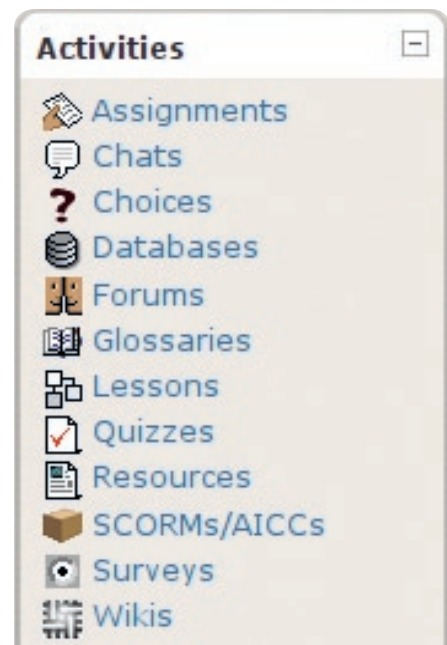 Activities
Assignments
Chats
Choices
Databases
Forums
Glossaries
Lessons
Quizzes
Resources
SCORMs/AICCs
Surveys
Wikis